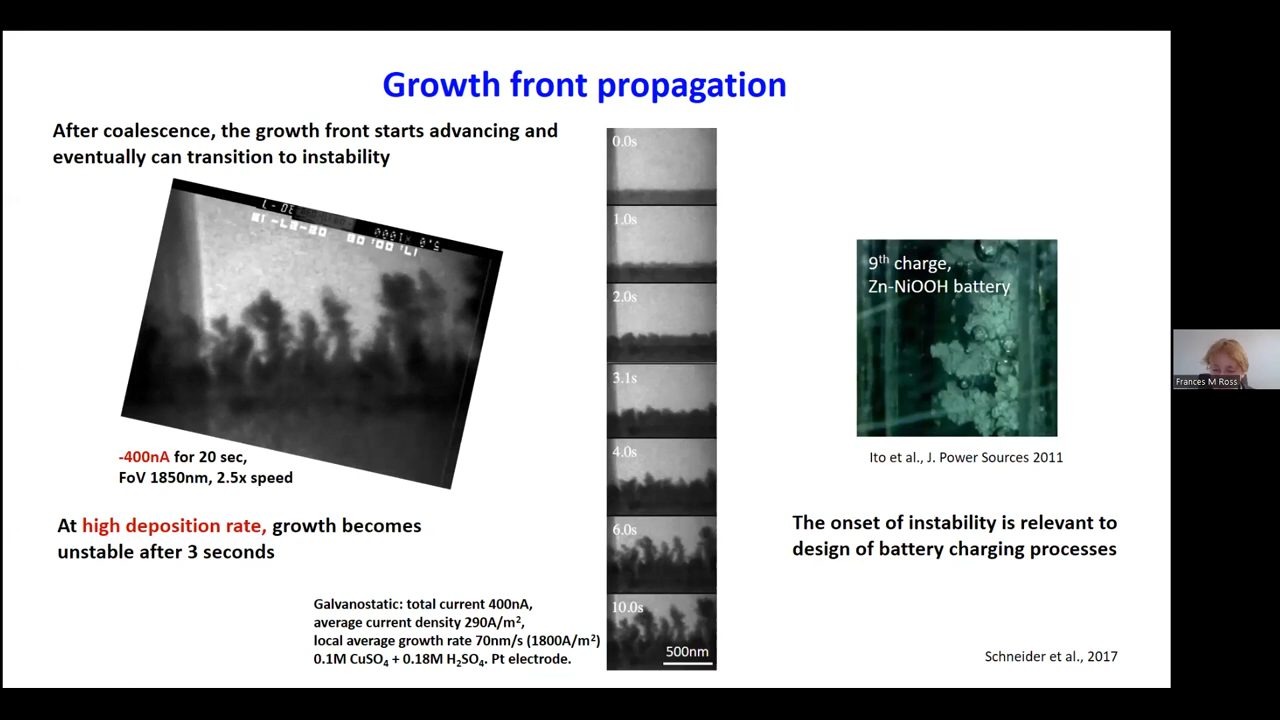 Growth front propagation
After coalescence, the growth front starts advancing and
eventually can transition to instability
-400nA for 20 sec,
FoV 1850nm, 2.5x speed
At high deposition rate, growth becomes
unstable after 3 seconds
Galvanostatic: total current 400nA,
average current density 290A/m²,
local average growth rate 70nm/s (1800A/m²)
0.1M CuSO₄ + 0.18M H₂SO₄. Pt electrode.
0.0s
1.0s
2.0s
3.1s
4.0s
6.0s
10.0s
500nm
9th charge,
Zn-NiOOH battery
Ito et al., J. Power Sources 2011
The onset of instability is relevant to
design of battery charging processes
Schneider et al., 2017
Frances M Ross